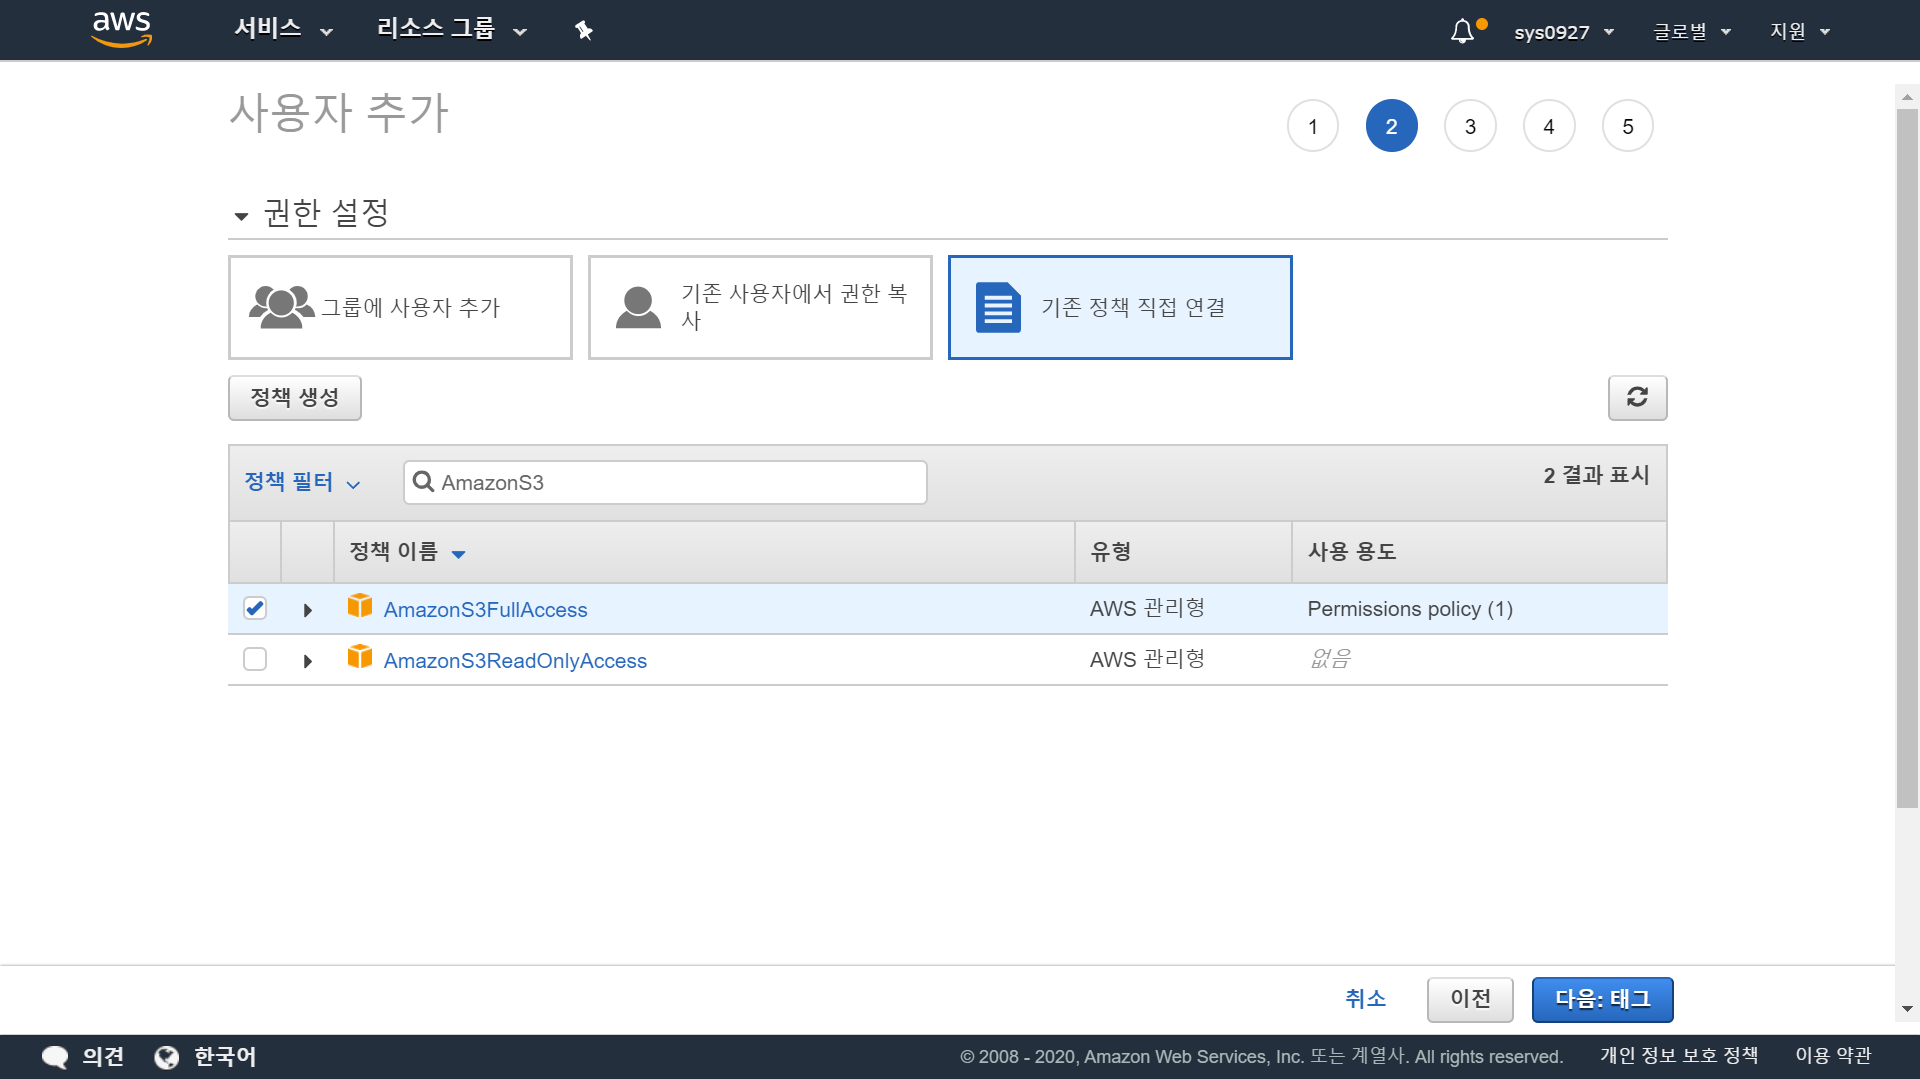 aws
서비스
리소스 그룹
sys0927
글로벌
지원
사용자 추가
1
2
3
4
5
권한 설정
그룹에 사용자 추가
기존 사용자에서 권한 복
사
기존 정책 직접 연결
정책 생성
정책 필터
AmazonS3
2 결과 표시
정책 이름
유형
사용 용도
AmazonS3FullAccess
AWS 관리형
Permissions policy (1)
AmazonS3ReadOnlyAccess
AWS 관리형
없음
취소
이전
다음: 태그
의견
한국어
© 2008 - 2020, Amazon Web Services, Inc. 또는 계열사. All rights reserved.
개인 정보 보호 정책
이용 약관